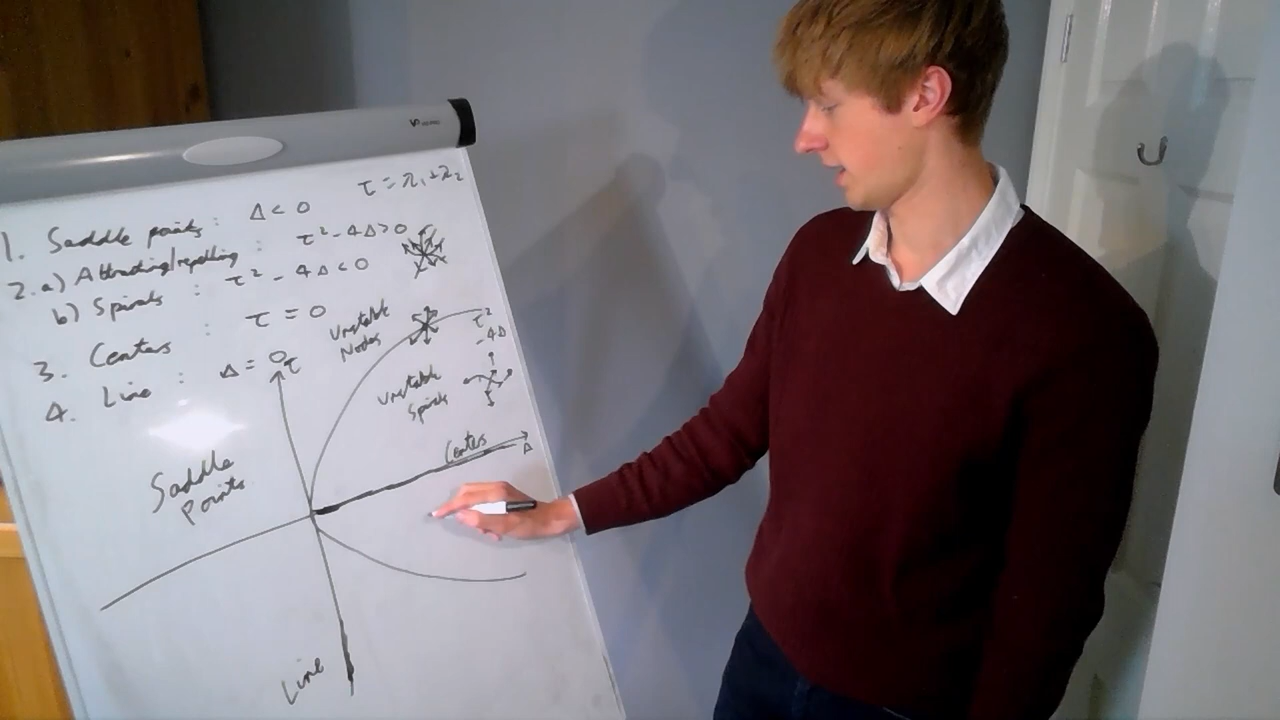 τ = λ₁+λ₂
1. Saddle points : Δ < 0
2. a) Attracting/repelling : τ² - 4Δ > 0
b) Spirals : τ² - 4Δ < 0
3. Centers : τ = 0
4. Line : Δ = 0
τ
Unstable
Nodes
τ²
-4Δ
Unstable
Spirals
Centers
Δ
Saddle
Points
Line